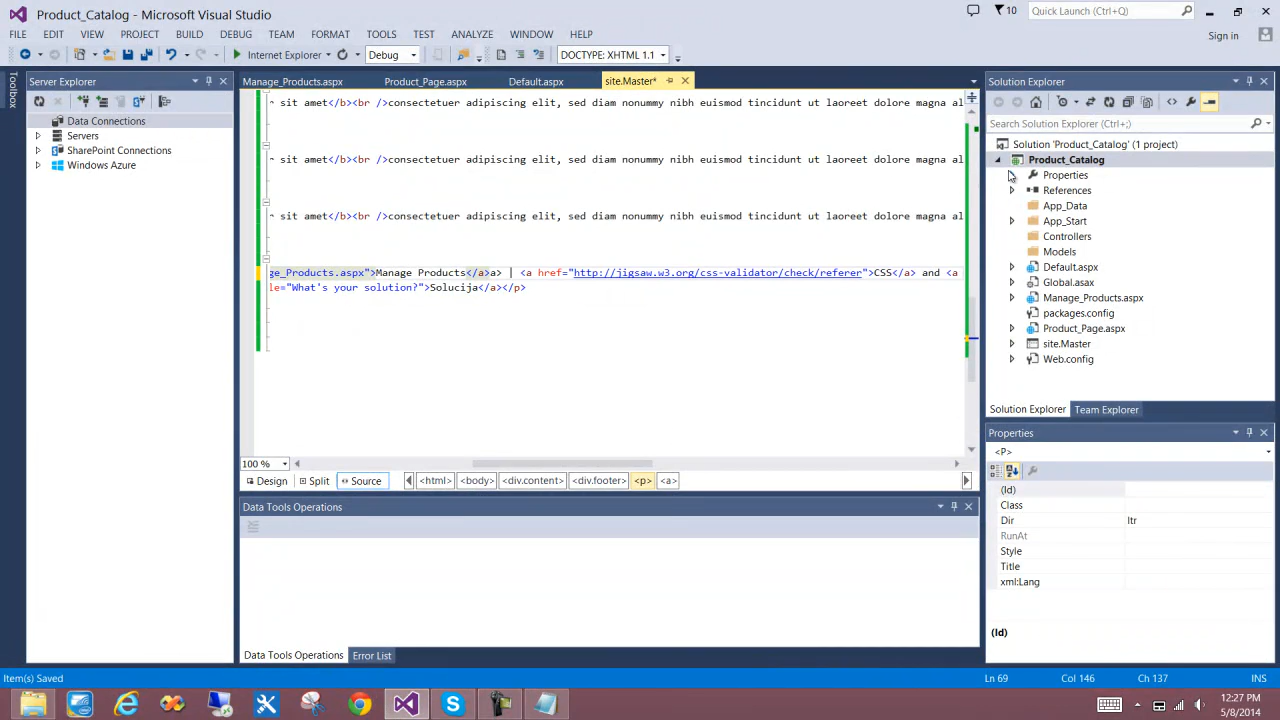 Product_Catalog - Microsoft Visual Studio
10
Quick Launch (Ctrl+Q)
FILE EDIT VIEW PROJECT BUILD DEBUG TEAM FORMAT TOOLS TEST ANALYZE WINDOW HELP
Sign in
Internet Explorer
Debug
DOCTYPE: XHTML 1.1
Toolbox
Server Explorer
Data Connections
Servers
SharePoint Connections
Windows Azure
Manage_Products.aspx
Product_Page.aspx
Default.aspx
site.Master*
sit amet</b><br />consectetuer adipiscing elit, sed diam nonummy nibh euismod tincidunt ut laoreet dolore magna al
sit amet</b><br />consectetuer adipiscing elit, sed diam nonummy nibh euismod tincidunt ut laoreet dolore magna al
sit amet</b><br />consectetuer adipiscing elit, sed diam nonummy nibh euismod tincidunt ut laoreet dolore magna al
ge_Products.aspx">Manage Products</a>a> | <a href="http://jigsaw.w3.org/css-validator/check/referer">CSS</a> and <a
le="What's your solution?">Solucija</a></p>
100 %
Design
Split
Source
<html>
<body>
<div.content>
<div.footer>
<p>
<a>
Data Tools Operations
Data Tools Operations
Error List
Solution Explorer
Search Solution Explorer (Ctrl+;)
Solution 'Product_Catalog' (1 project)
Product_Catalog
Properties
References
App_Data
App_Start
Controllers
Models
Default.aspx
Global.asax
Manage_Products.aspx
packages.config
Product_Page.aspx
site.Master
Web.config
Solution Explorer
Team Explorer
Properties
<P>
(Id)
Class
Dir ltr
RunAt
Style
Title
xml:Lang
(Id)
Item(s) Saved
Ln 69
Col 146
Ch 137
INS
12:27 PM
5/8/2014